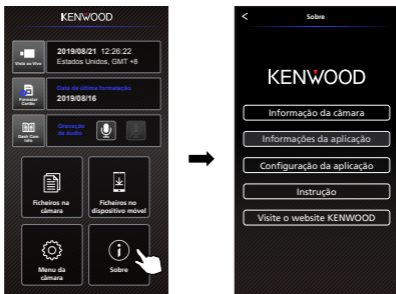 KENWOOD
Vista ao Vivo
2019/08/21 12:26:22
Estados Unidos, GMT +8
Formatar
Cartão
Data da última formatação
2019/08/16
Dash Cam
Info
Gravação
de audio
Ficheiros na
câmara
Ficheiros no
dispositivo móvel
Menu da
câmara
Sobre
<
Sobre
KENWOOD
Informação da câmara
Informações da aplicação
Configuração da aplicação
Instrução
Visite o website KENWOOD